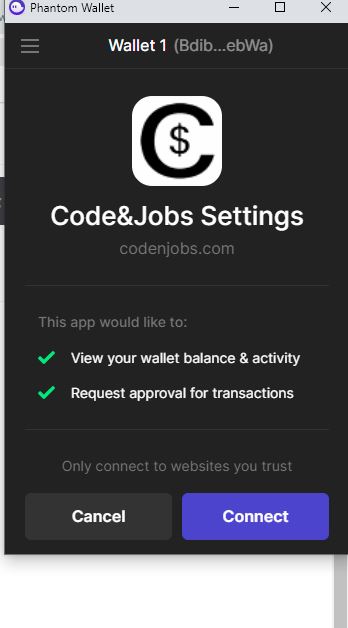 Phantom Wallet
Wallet 1 (Bdib...ebWa)
C $
Code&Jobs Settings
codenjobs.com
This app would like to:
View your wallet balance & activity
Request approval for transactions
Only connect to websites you trust
Cancel Connect